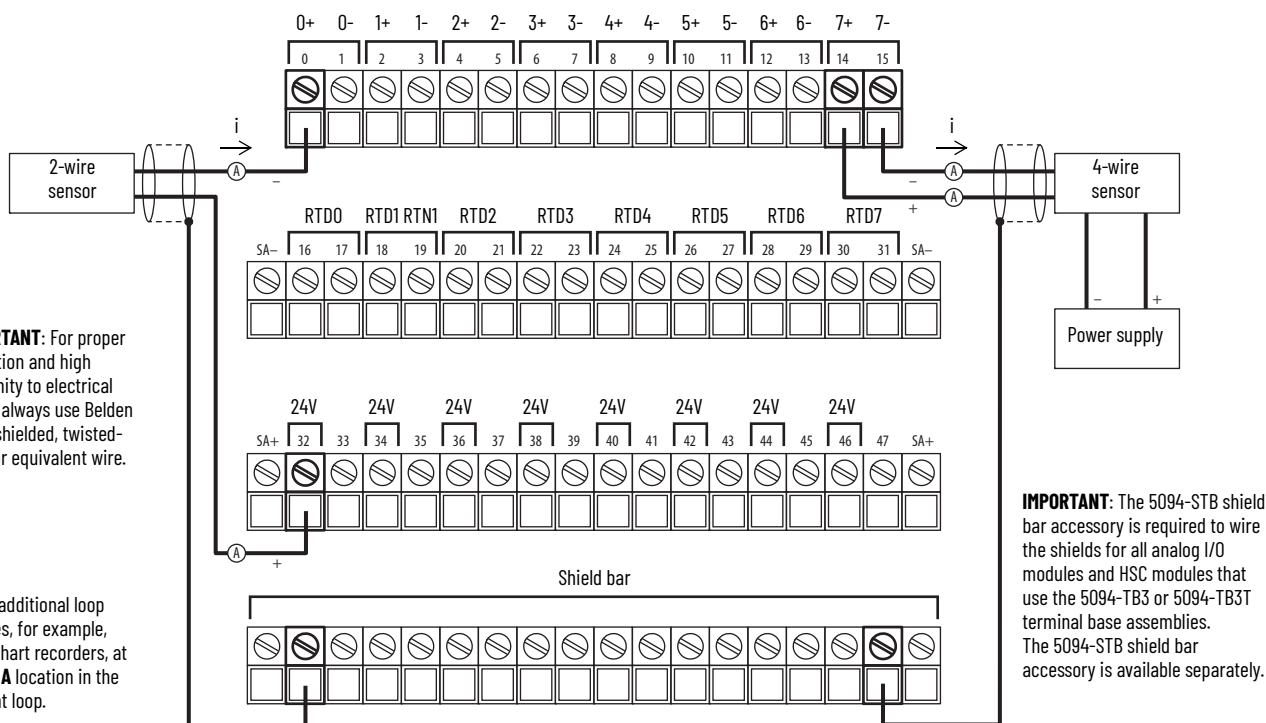 0+ 0- 1+ 1- 2+ 2- 3+ 3- 4+ 4- 5+ 5- 6+ 6- 7+ 7-
0 1 2 3 4 5 6 7 8 9 10 11 12 13 14 15
i
i
2-wire
sensor
A
–
–
A
A
+
4-wire
sensor
RTD0 RTD1 RTN1 RTD2 RTD3 RTD4 RTD5 RTD6 RTD7
SA– 16 17 18 19 20 21 22 23 24 25 26 27 28 29 30 31 SA–
– +
Power supply
RTANT: For proper
tion and high
nity to electrical
always use Belden
shielded, twisted-
r equivalent wire.
24V 24V 24V 24V 24V 24V 24V 24V
SA+ 32 33 34 35 36 37 38 39 40 41 42 43 44 45 46 47 SA+
A
+
IMPORTANT: The 5094-STB shield
bar accessory is required to wire
the shields for all analog I/O
modules and HSC modules that
use the 5094-TB3 or 5094-TB3T
terminal base assemblies.
The 5094-STB shield bar
accessory is available separately.
Shield bar
additional loop
es, for example,
hart recorders, at
A location in the
t loop.